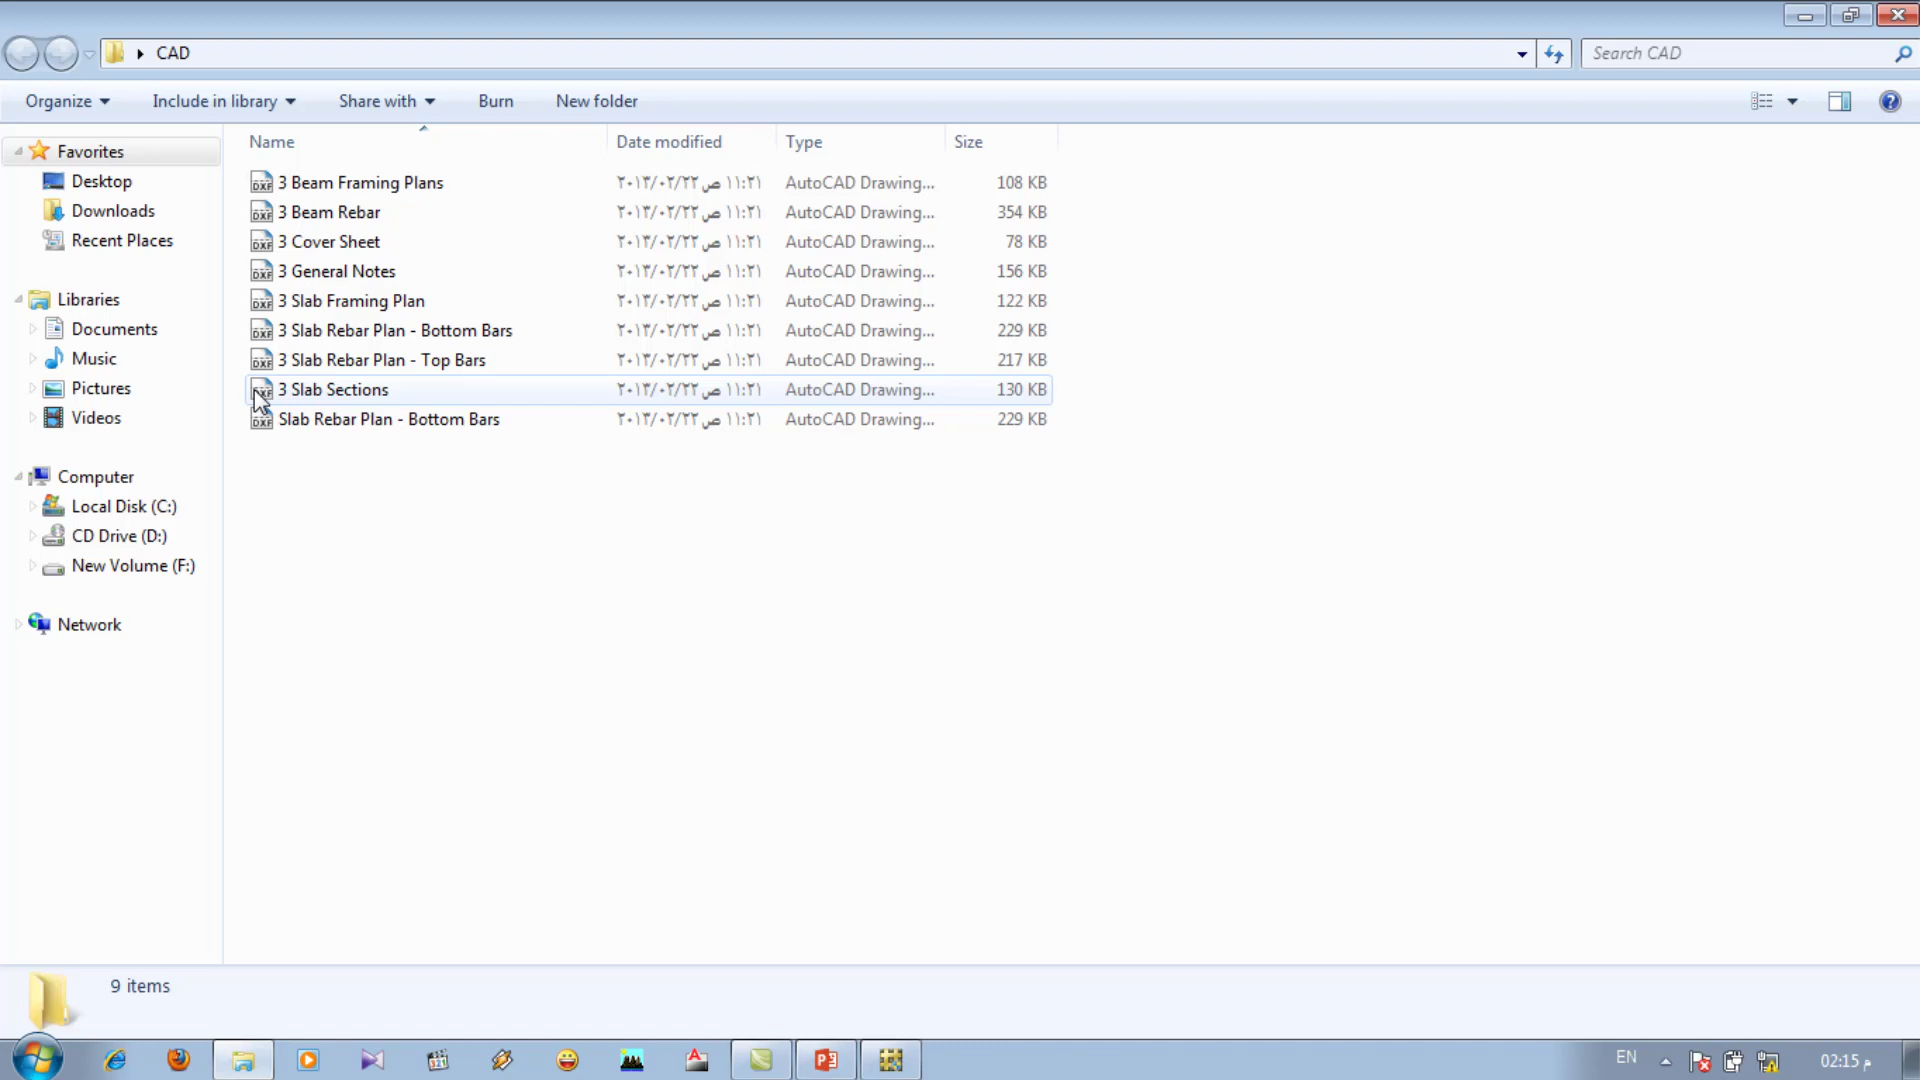 CAD
Search CAD
Organize
Include in library
Share with
Burn
New folder
Name
Date modified
Type
Size
Favorites
Desktop
Downloads
Recent Places
Libraries
Documents
Music
Pictures
Videos
Computer
Local Disk (C:)
CD Drive (D:)
New Volume (F:)
Network
3 Beam Framing Plans ٢٠١٣/٠٢/٢٢ ص ١١:٢١ AutoCAD Drawing... 108 KB
3 Beam Rebar ٢٠١٣/٠٢/٢٢ ص ١١:٢١ AutoCAD Drawing... 354 KB
3 Cover Sheet ٢٠١٣/٠٢/٢٢ ص ١١:٢١ AutoCAD Drawing... 78 KB
3 General Notes ٢٠١٣/٠٢/٢٢ ص ١١:٢١ AutoCAD Drawing... 156 KB
3 Slab Framing Plan ٢٠١٣/٠٢/٢٢ ص ١١:٢١ AutoCAD Drawing... 122 KB
3 Slab Rebar Plan - Bottom Bars ٢٠١٣/٠٢/٢٢ ص ١١:٢١ AutoCAD Drawing... 229 KB
3 Slab Rebar Plan - Top Bars ٢٠١٣/٠٢/٢٢ ص ١١:٢١ AutoCAD Drawing... 217 KB
3 Slab Sections ٢٠١٣/٠٢/٢٢ ص ١١:٢١ AutoCAD Drawing... 130 KB
Slab Rebar Plan - Bottom Bars ٢٠١٣/٠٢/٢٢ ص ١١:٢١ AutoCAD Drawing... 229 KB
9 items
EN
02:15 م